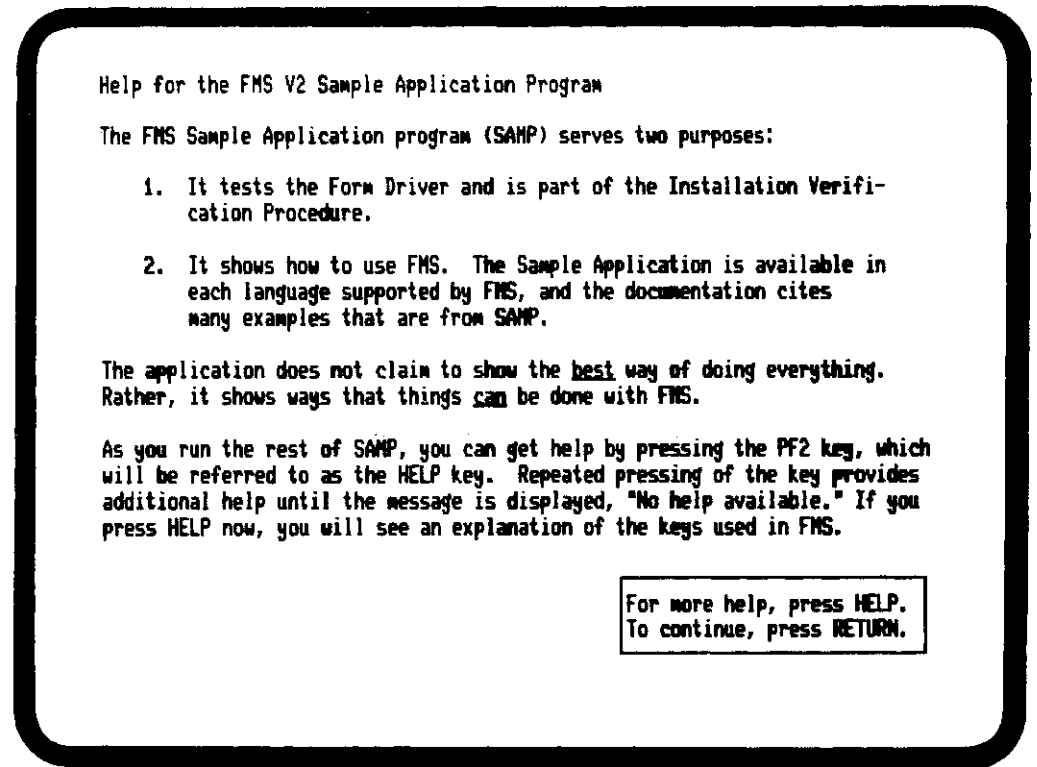 Help for the FMS V2 Sample Application Program
The FMS Sample Application program (SAMP) serves two purposes:
1. It tests the Form Driver and is part of the Installation Verifi-
cation Procedure.
2. It shows how to use FMS. The Sample Application is available in
each language supported by FMS, and the documentation cites
many examples that are from SAMP.
The application does not claim to show the best way of doing everything.
Rather, it shows ways that things can be done with FMS.
As you run the rest of SAMP, you can get help by pressing the PF2 key, which
will be referred to as the HELP key. Repeated pressing of the key provides
additional help until the message is displayed, "No help available." If you
press HELP now, you will see an explanation of the keys used in FMS.
For more help, press HELP.
To continue, press RETURN.